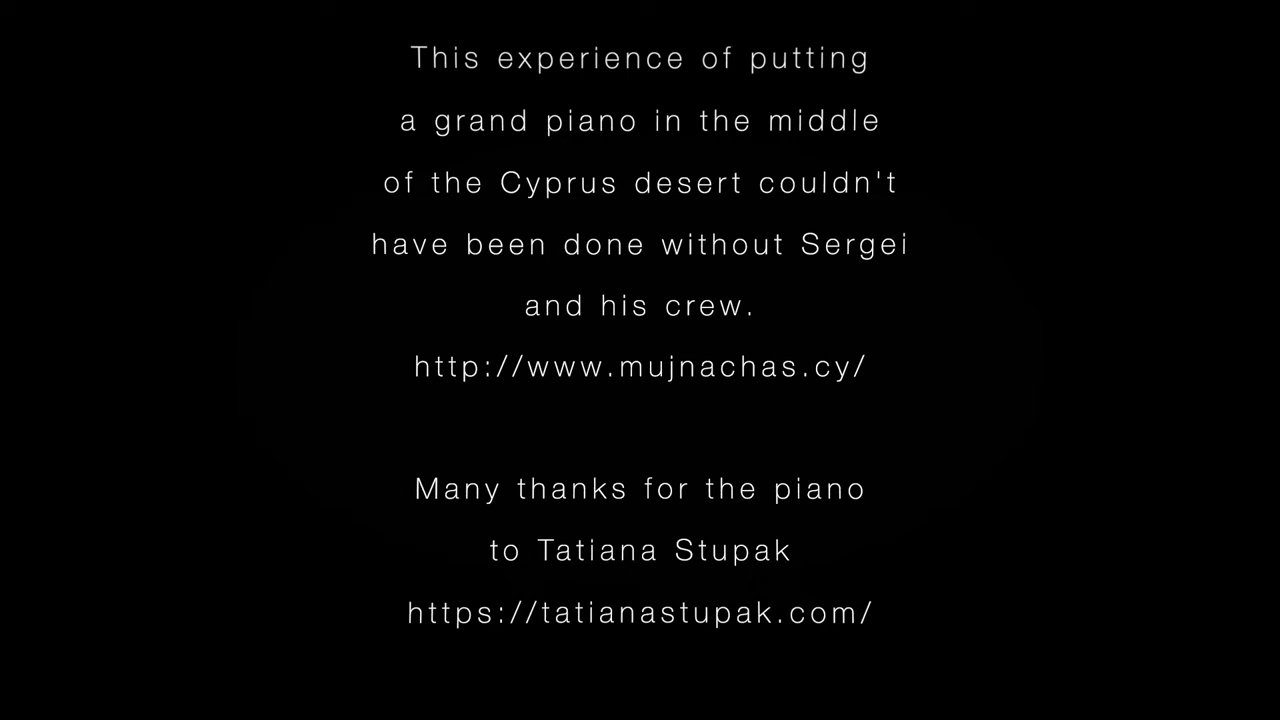 This experience of putting
a grand piano in the middle
of the Cyprus desert couldn't
have been done without Sergei
and his crew.
http://www.mujnachas.cy/
Many thanks for the piano
to Tatiana Stupak
https://tatianastupak.com/